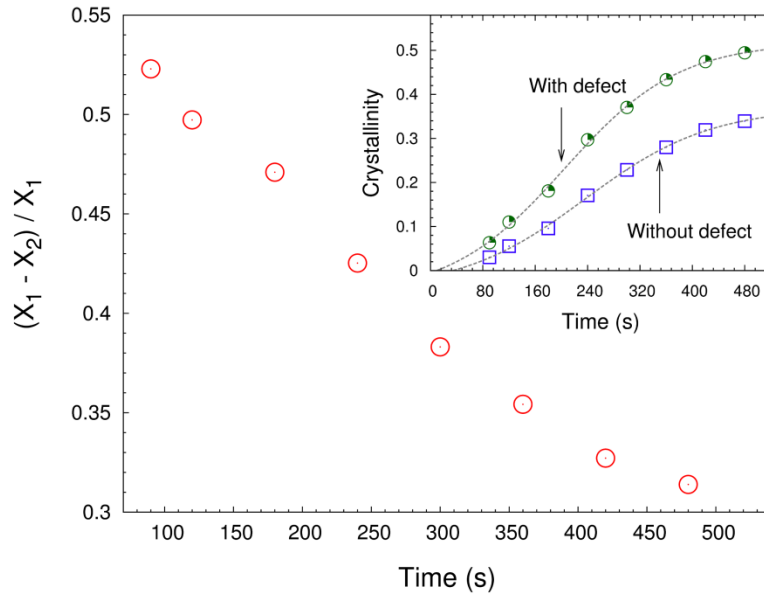 (X₁ - X₂) / X₁
0.55
0.5
0.45
0.4
0.35
0.3
100 150 200 250 300 350 400 450 500
Time (s)
Crystallinity
0.5
0.4
0.3
0.2
0.1
0
With defect
Without defect
0 80 160 240 320 400 480
Time (s)